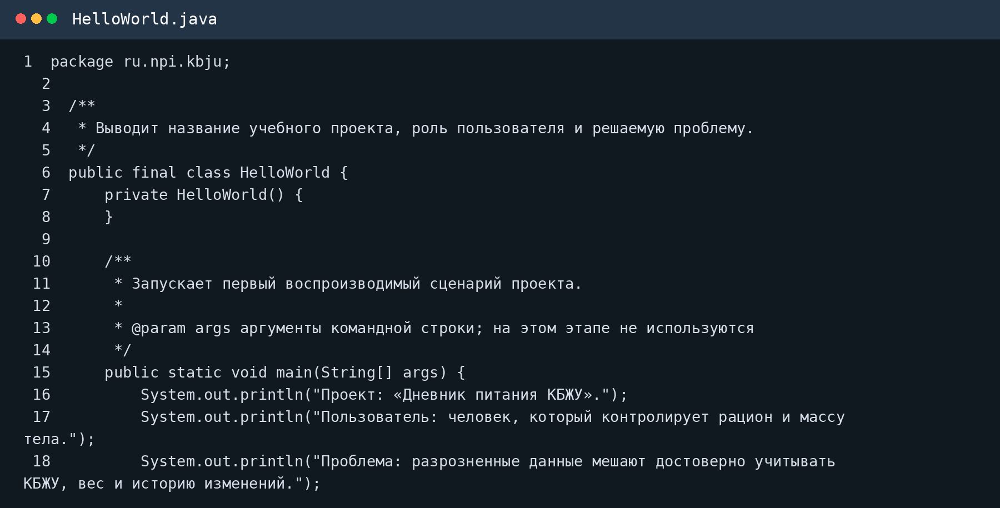 HelloWorld.java
1  package ru.npi.kbju;
  2
  3  /**
  4   * Выводит название учебного проекта, роль пользователя и решаемую проблему.
  5   */
  6  public final class HelloWorld {
  7      private HelloWorld() {
  8      }
  9
 10      /**
 11       * Запускает первый воспроизводимый сценарий проекта.
 12       *
 13       * @param args аргументы командной строки; на этом этапе не используются
 14       */
 15      public static void main(String[] args) {
 16          System.out.println("Проект: «Дневник питания КБЖУ».");
 17          System.out.println("Пользователь: человек, который контролирует рацион и массу
тела.");
 18          System.out.println("Проблема: разрозненные данные мешают достоверно учитывать
КБЖУ, вес и историю изменений.");